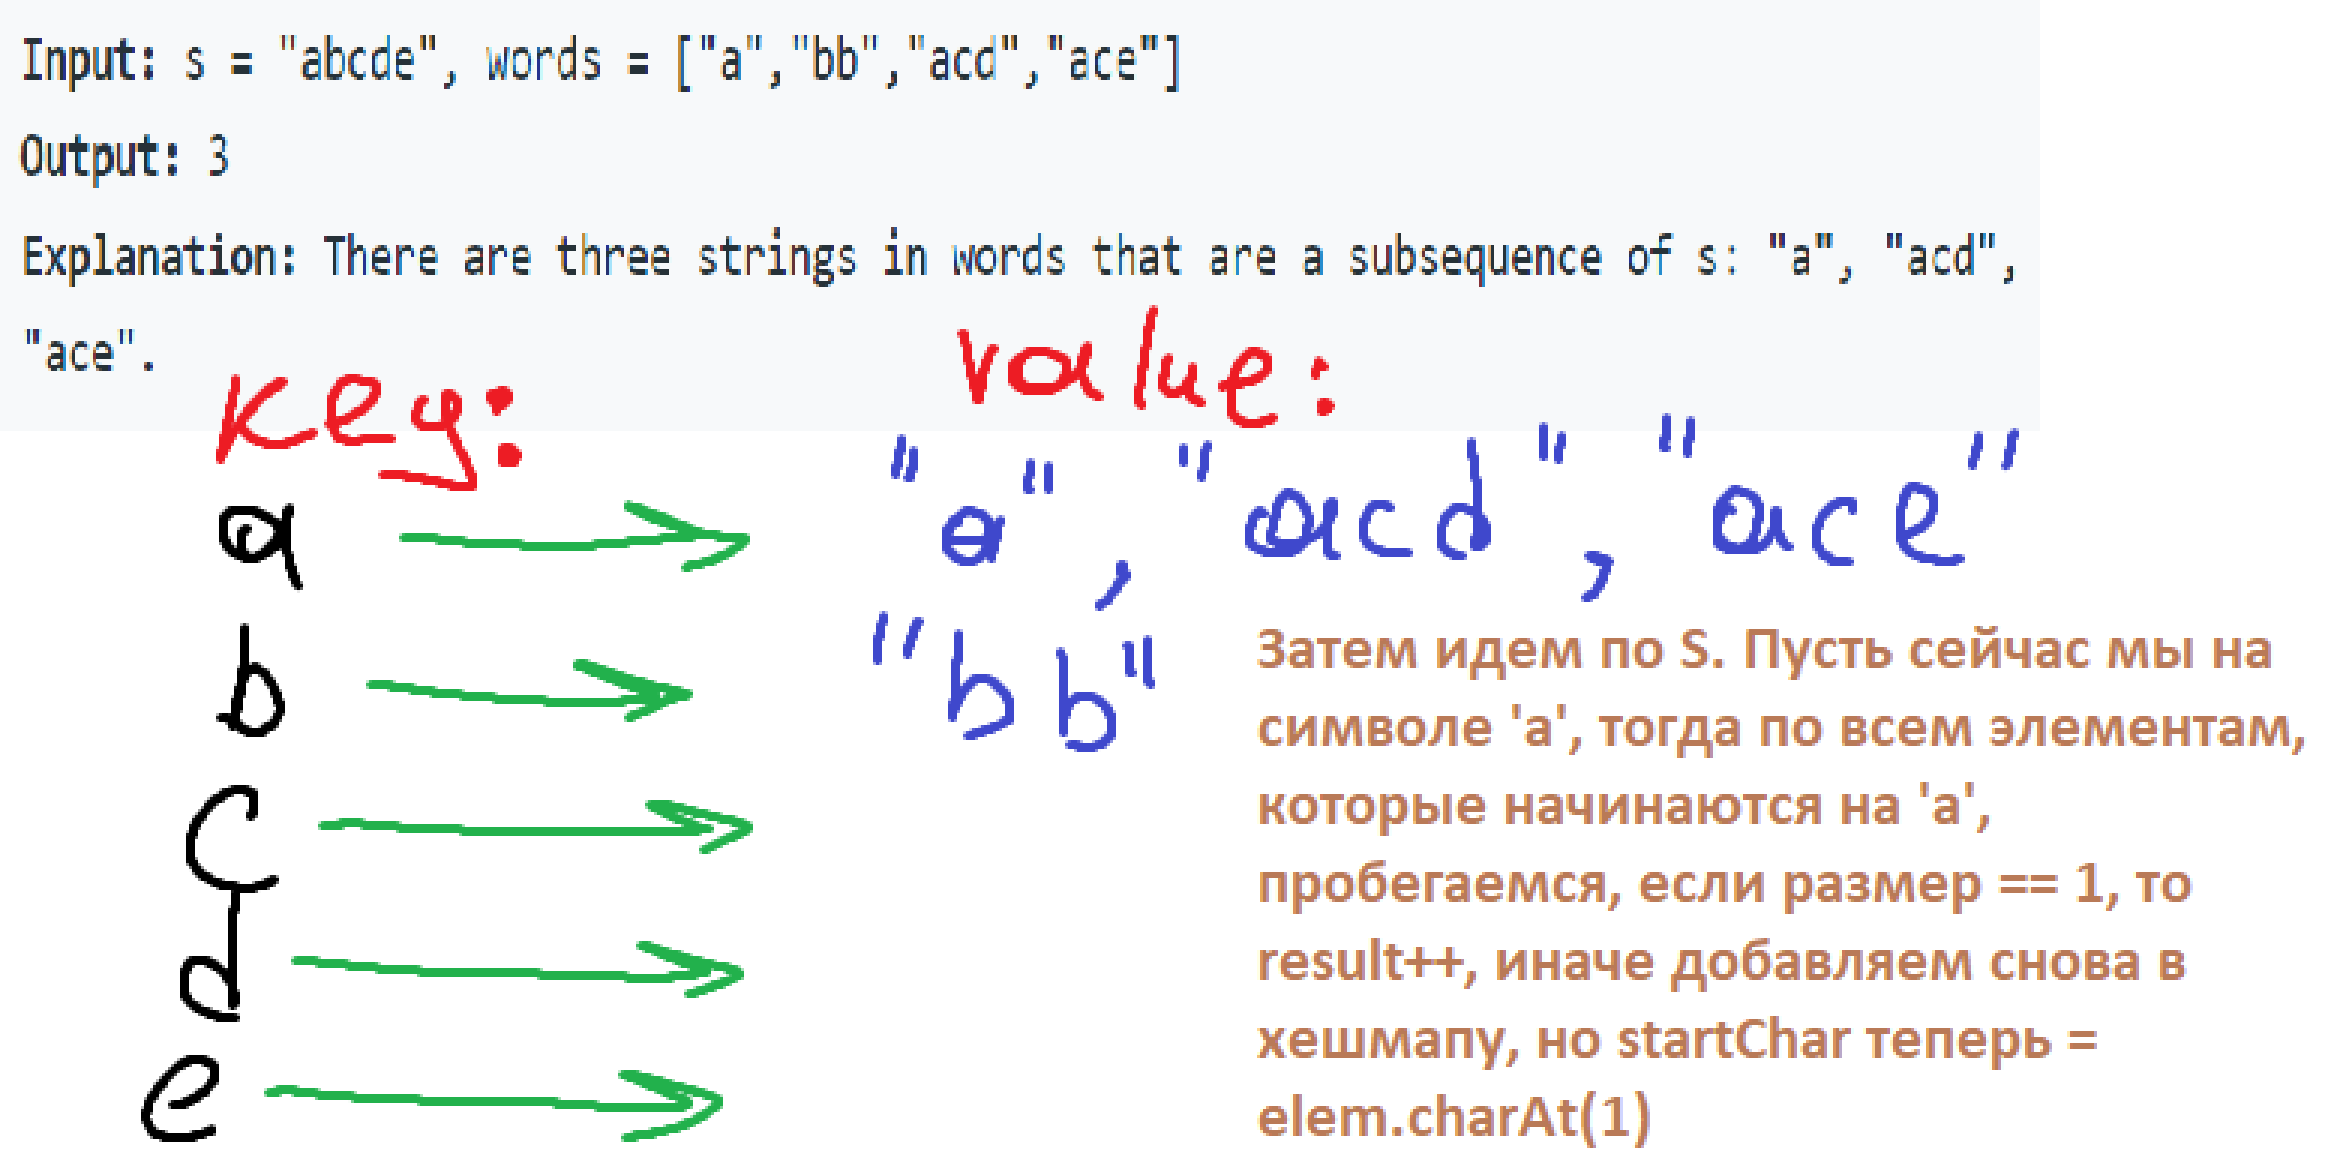 Input: s = "abcde", words = ["a","bb","acd","ace"]
Output: 3
Explanation: There are three strings in words that are a subsequence of s: "a", "acd",
"ace".
key: value:
a "a", "acd", "ace"
b "bb"
c
d
e
Затем идем по S. Пусть сейчас мы на
символе 'a', тогда по всем элементам,
которые начинаются на 'a',
пробегаемся, если размер == 1, то
result++, иначе добавляем снова в
хешмапу, но startChar теперь =
elem.charAt(1)